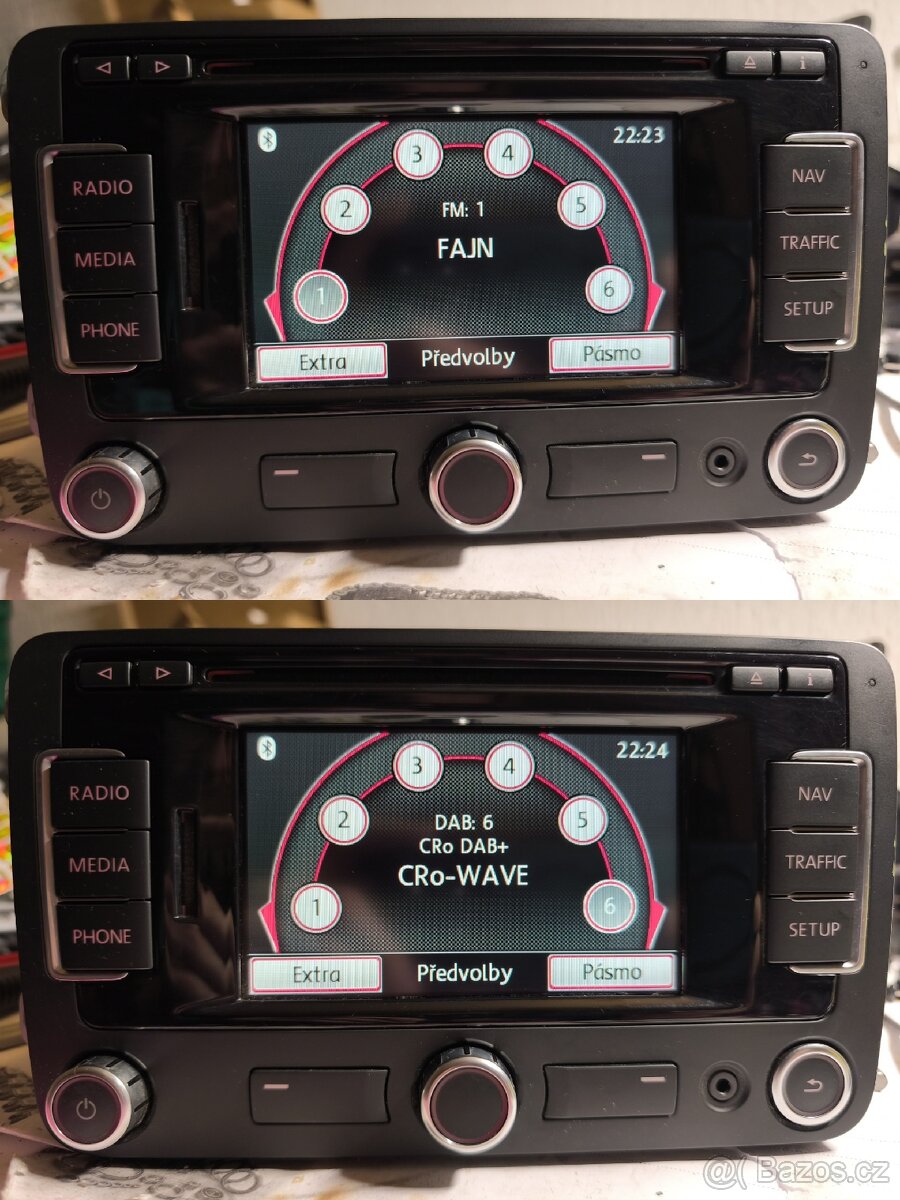 i
22:23
3
4
RADIO
NAV
2
5
FM: 1
MEDIA
FAJN
TRAFFIC
1
6
PHONE
SETUP
Extra
Předvolby
Pásmo
i
22:24
3
4
RADIO
NAV
2
5
DAB: 6
CRo DAB+
MEDIA
CRo-WAVE
TRAFFIC
1
6
PHONE
SETUP
Extra
Předvolby
Pásmo
@( Bazos.cz